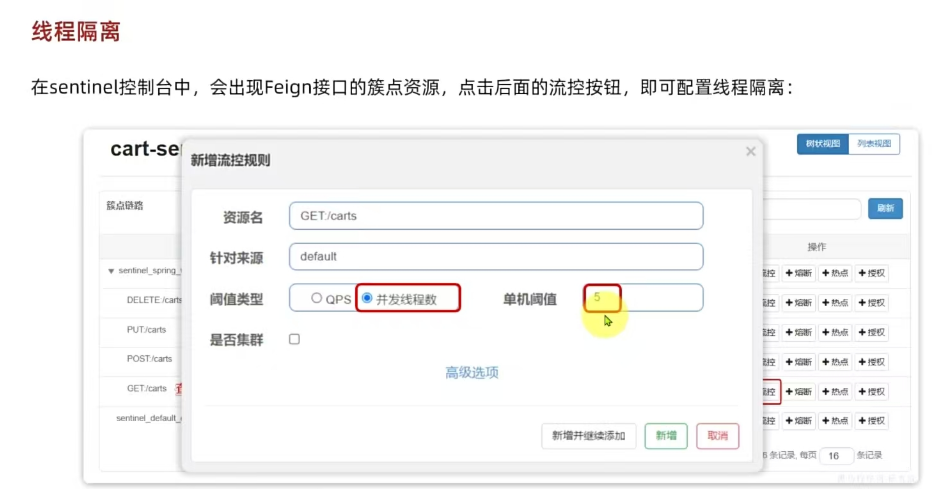 线程隔离
在sentinel控制台中，会出现Feign接口的簇点资源，点击后面的流控按钮，即可配置线程隔离：
cart-se
树状视图 列表视图
新增流控规则 ×
簇点链路
刷新
资源名 GET:/carts
针对来源 default
操作
sentinel_spring_
流控 +熔断 +热点 +授权
阈值类型 QPS 并发线程数 单机阈值 5
DELETE:/carts
流控 +熔断 +热点 +授权
PUT:/carts
流控 +熔断 +热点 +授权
是否集群
POST:/carts
流控 +熔断 +热点 +授权
高级选项
GET:/carts
控 +熔断 +热点 +授权
sentinel_default_
流控 +熔断 +热点 +授权
新增并继续添加 新增 取消
条记录, 每页 16 条记录